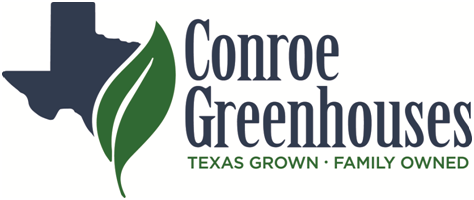 Conroe
Greenhouses
TEXAS GROWN · FAMILY OWNED